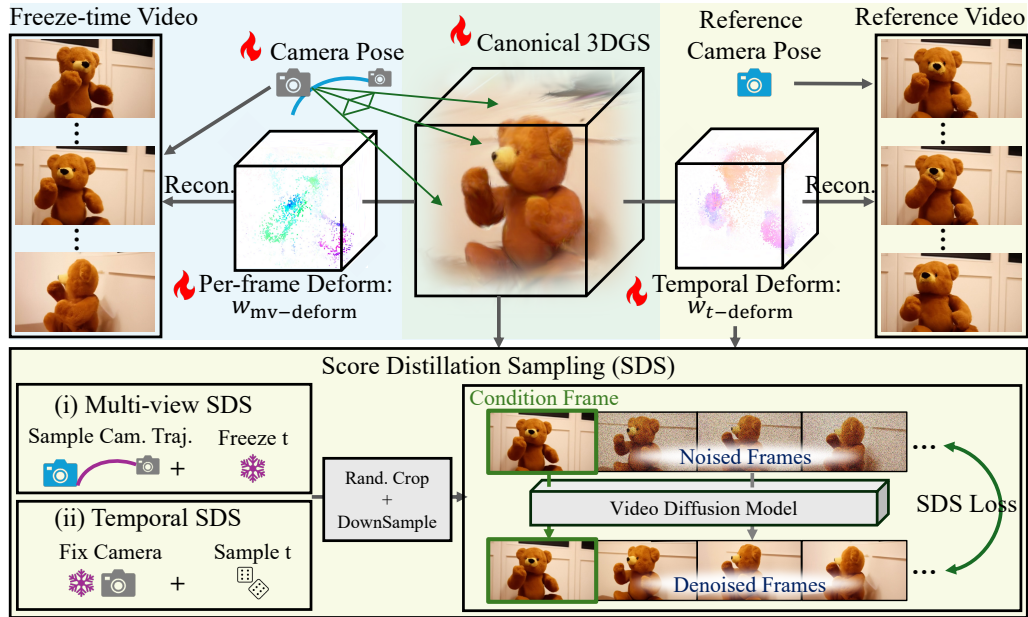 Freeze-time Video
Camera Pose
Canonical 3DGS
Reference
Camera Pose
Reference Video
Recon.
Recon.
Per-frame Deform:
w_mv−deform
Temporal Deform:
w_t−deform
Score Distillation Sampling (SDS)
(i) Multi-view SDS
Sample Cam. Traj.
Freeze t
+
(ii) Temporal SDS
Fix Camera
Sample t
+
Rand. Crop
+
DownSample
Condition Frame
Noised Frames
...
Video Diffusion Model
SDS Loss
Denoised Frames
...